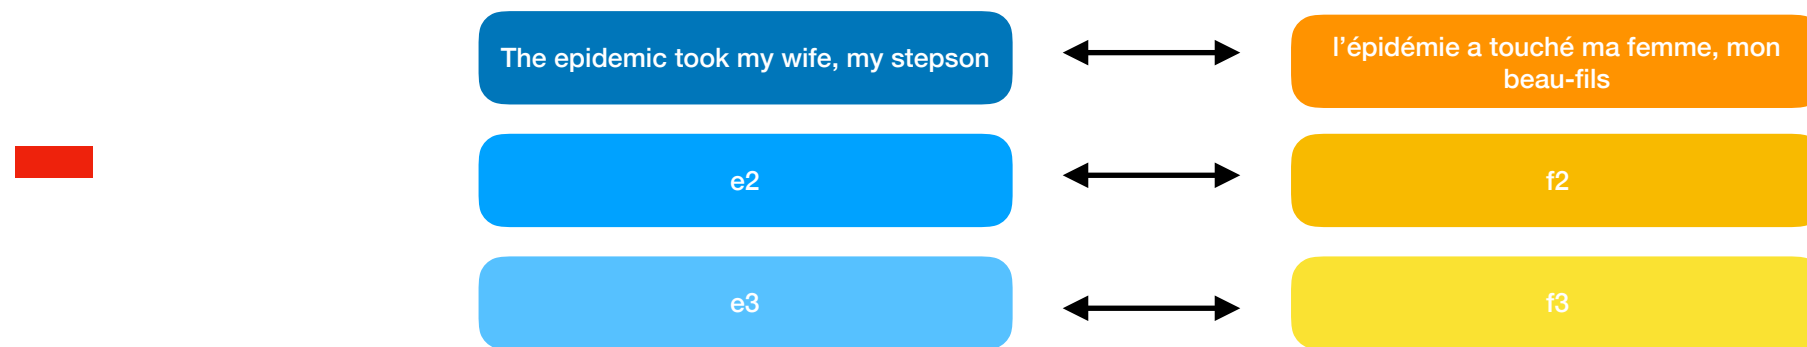 The epidemic took my wife, my stepson
l'épidémie a touché ma femme, mon
beau-fils
e2
f2
e3
f3